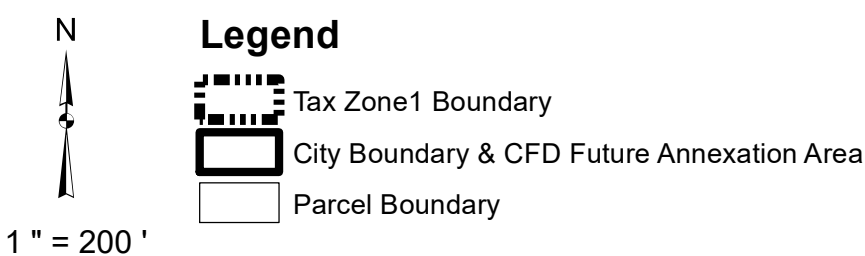 N
Legend
Tax Zone1 Boundary
City Boundary & CFD Future Annexation Area
Parcel Boundary
1 " = 200 '